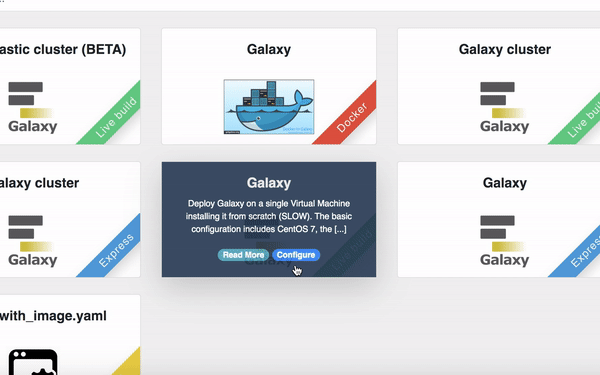 astic cluster (BETA)
Galaxy
Galaxy cluster
Galaxy
Live build
Docker
Galaxy
Live build
alaxy cluster
Galaxy
Galaxy
Deploy Galaxy on a single Virtual Machine
installing it from scratch (SLOW). The basic
configuration includes CentOS 7, the [...]
Read More
Configure
Galaxy
Express
Galaxy
Express
with_image.yaml